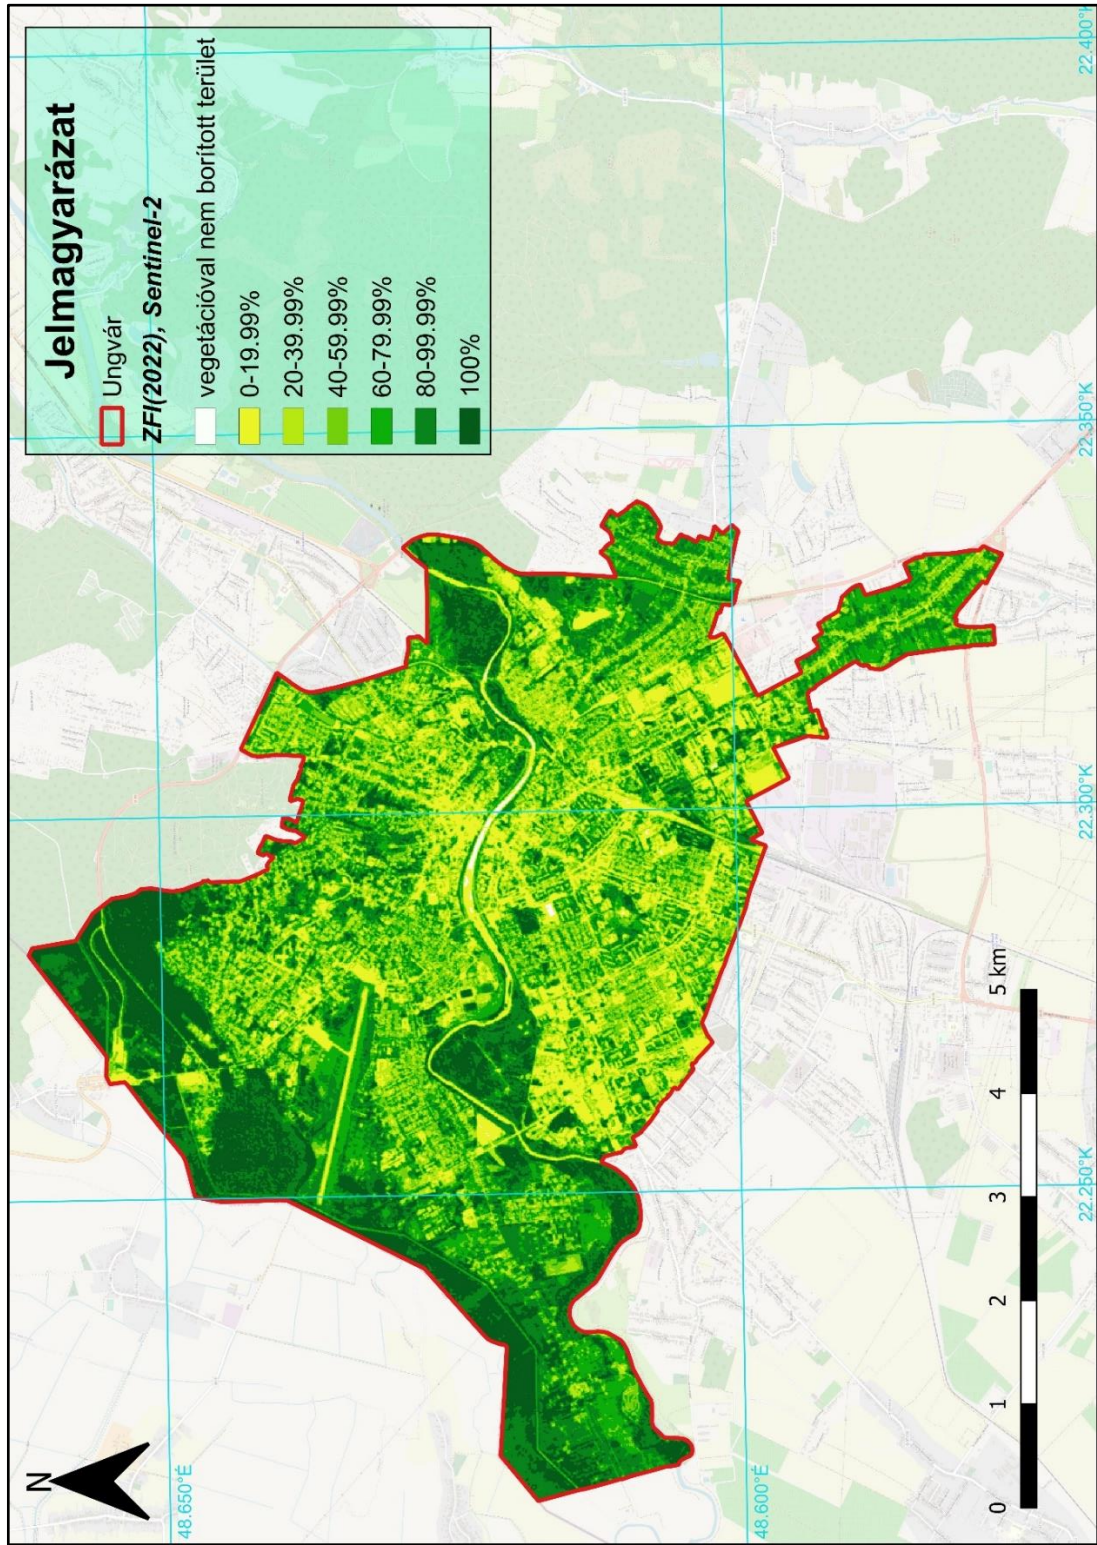 Jelmagyarázat
Ungvár
ZFI(2022), Sentinel-2
vegetációval nem borított terület
0-19.99%
20-39.99%
40-59.99%
60-79.99%
80-99.99%
100%
N
48.650°É
48.600°É
22.250°K
22.300°K
22.350°K
22.400°K
0 1 2 3 4 5 km